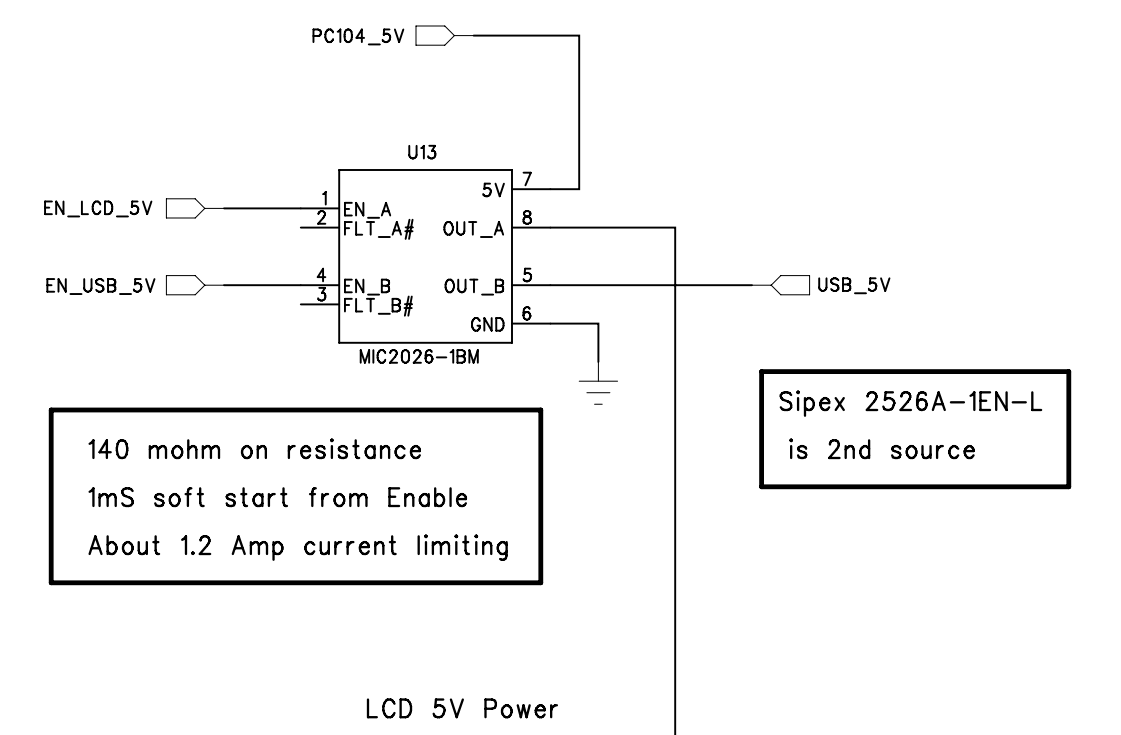 PC104_5V
U13
5V 7
EN_LCD_5V 1 EN_A
2 FLT_A# OUT_A 8
EN_USB_5V 4 EN_B OUT_B 5 USB_5V
3 FLT_B#
GND 6
MIC2026-1BM
Sipex 2526A-1EN-L
is 2nd source
140 mohm on resistance
1mS soft start from Enable
About 1.2 Amp current limiting
LCD 5V Power